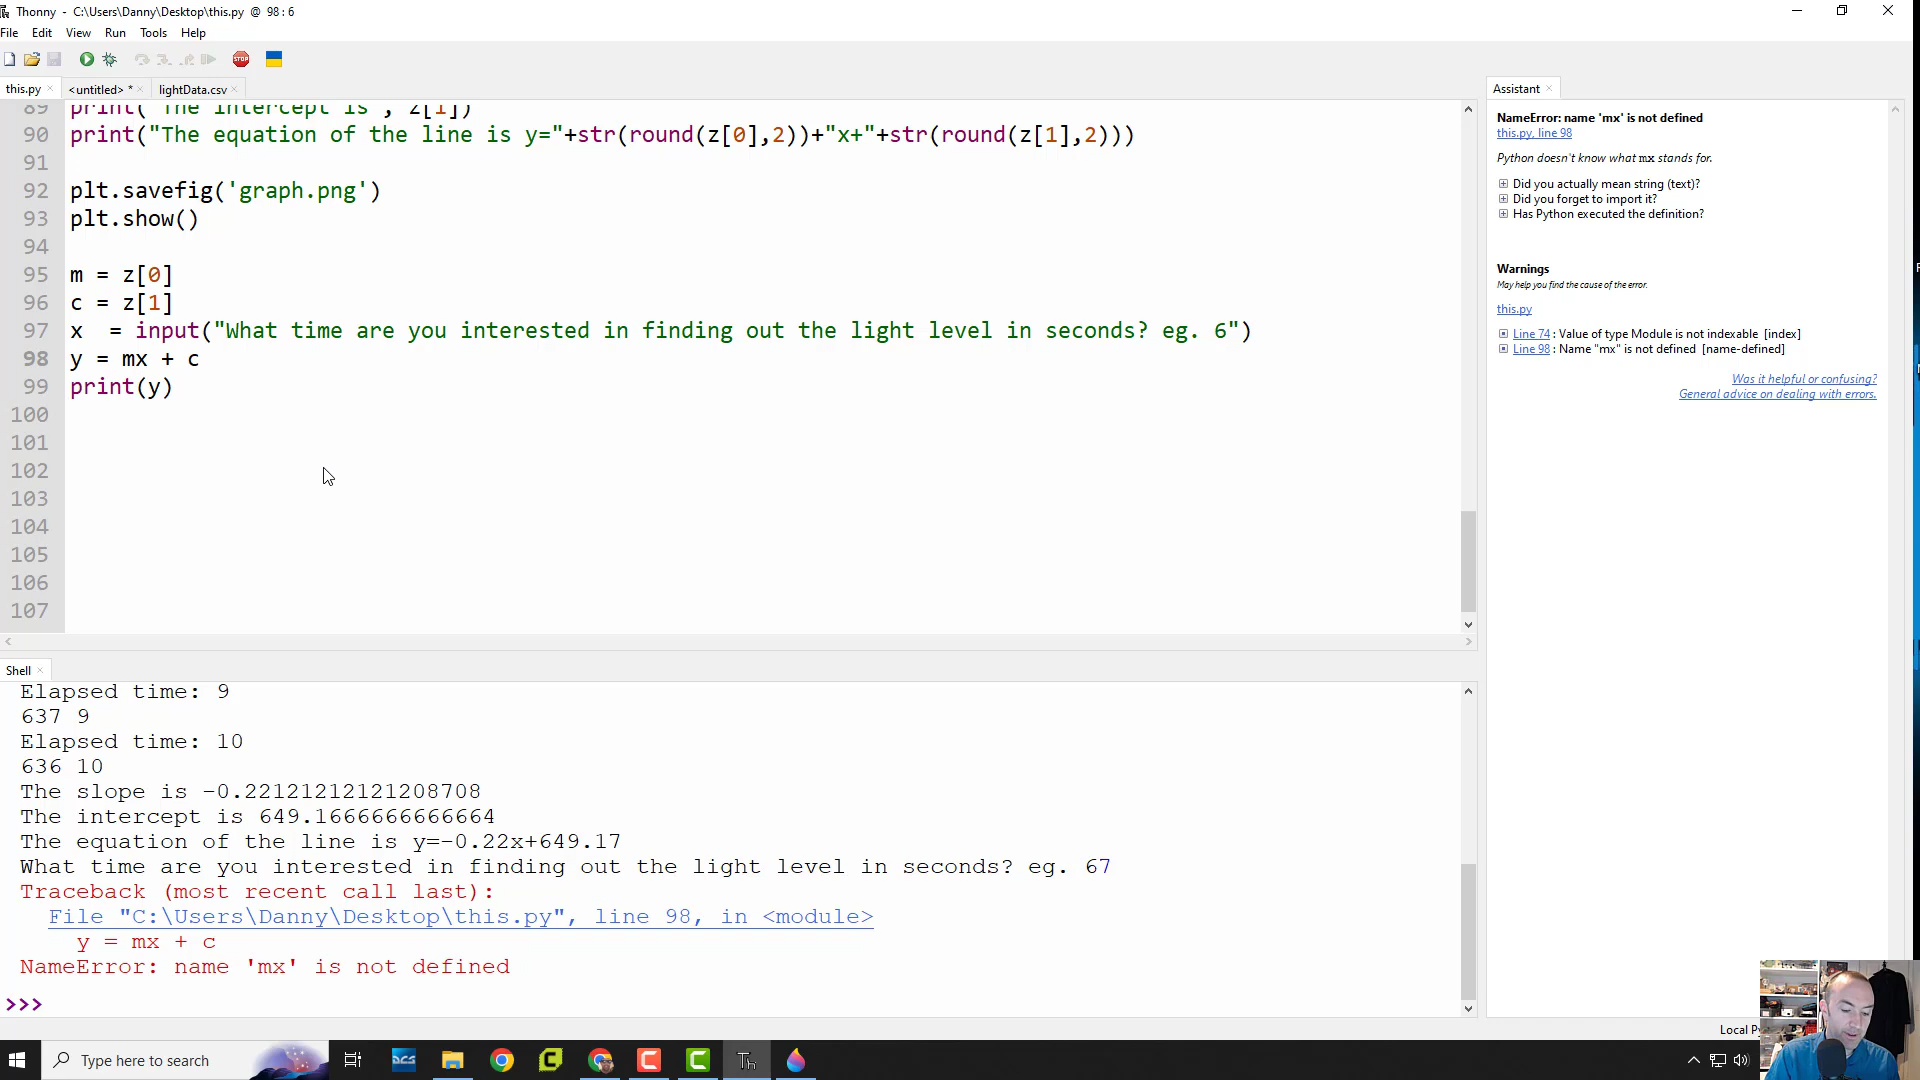 Thonny - C:\Users\Danny\Desktop\this.py @ 98 : 6
File Edit View Run Tools Help
STOP
this.py <untitled> * lightData.csv
89 print("The intercept is", z[1])
90 print("The equation of the line is y="+str(round(z[0],2))+"x+"+str(round(z[1],2)))
91
92 plt.savefig('graph.png')
93 plt.show()
94
95 m = z[0]
96 c = z[1]
97 x  = input("What time are you interested in finding out the light level in seconds? eg. 6")
98 y = mx + c
99 print(y)
100
101
102
103
104
105
106
107
Shell
Elapsed time: 9
637 9
Elapsed time: 10
636 10
The slope is -0.22121212121208708
The intercept is 649.1666666666664
The equation of the line is y=-0.22x+649.17
What time are you interested in finding out the light level in seconds? eg. 67
Traceback (most recent call last):
File "C:\Users\Danny\Desktop\this.py", line 98, in <module>
y = mx + c
NameError: name 'mx' is not defined
>>>
Assistant
NameError: name 'mx' is not defined
this.py, line 98
Python doesn't know what mx stands for.
Did you actually mean string (text)?
Did you forget to import it?
Has Python executed the definition?
Warnings
May help you find the cause of the error.
this.py
Line 74 : Value of type Module is not indexable [index]
Line 98 : Name "mx" is not defined [name-defined]
Was it helpful or confusing?
General advice on dealing with errors.
Local
Type here to search
DCS
Th